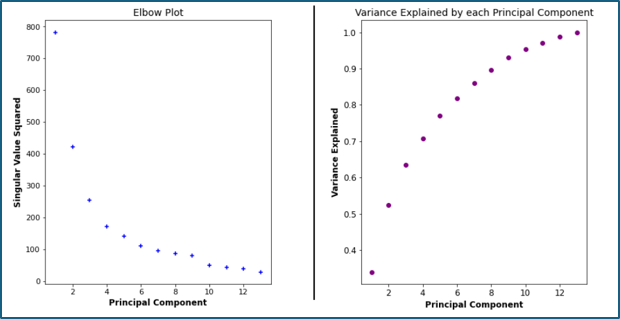 Elbow Plot
800
700
600
500
400
300
200
100
0
2 4 6 8 10 12
Singular Value Squared
Principal Component
Variance Explained by each Principal Component
1.0
0.9
0.8
0.7
0.6
0.5
0.4
2 4 6 8 10 12
Variance Explained
Principal Component